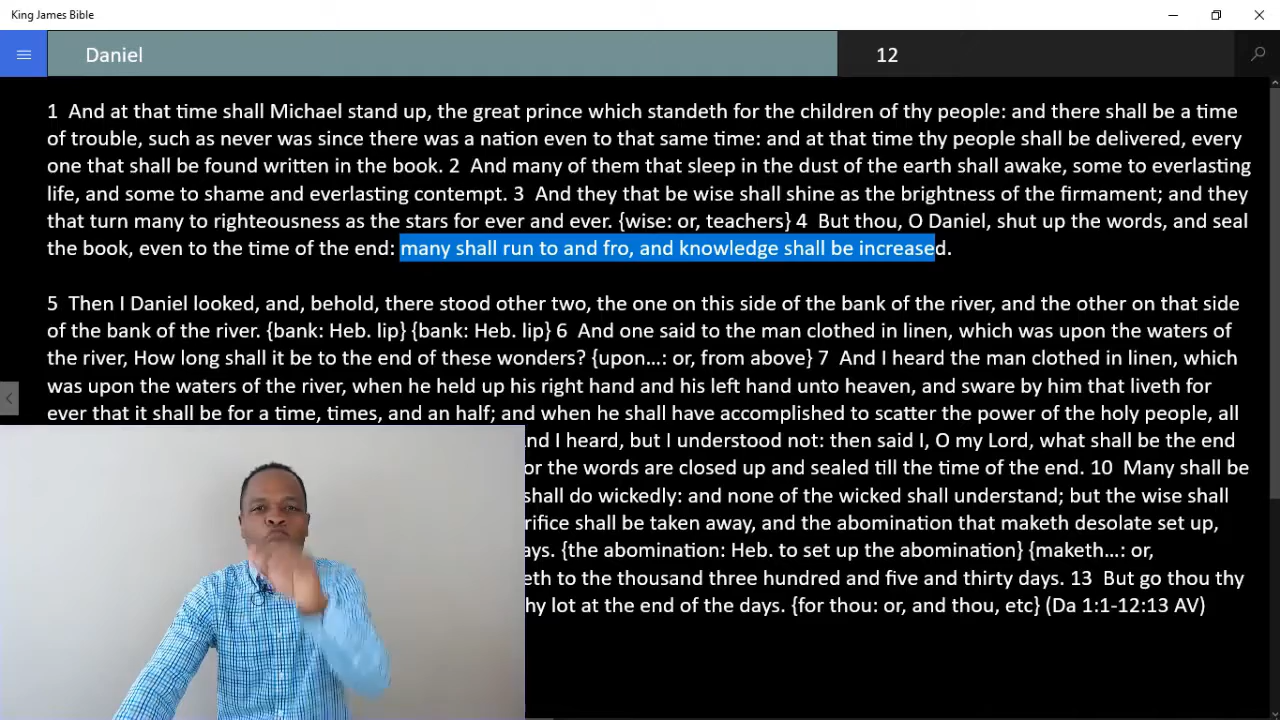 King James Bible
Daniel
12
1 And at that time shall Michael stand up, the great prince which standeth for the children of thy people: and there shall be a time
of trouble, such as never was since there was a nation even to that same time: and at that time thy people shall be delivered, every
one that shall be found written in the book. 2 And many of them that sleep in the dust of the earth shall awake, some to everlasting
life, and some to shame and everlasting contempt. 3 And they that be wise shall shine as the brightness of the firmament; and they
that turn many to righteousness as the stars for ever and ever. {wise: or, teachers} 4 But thou, O Daniel, shut up the words, and seal
the book, even to the time of the end: many shall run to and fro, and knowledge shall be increased.
5 Then I Daniel looked, and, behold, there stood other two, the one on this side of the bank of the river, and the other on that side
of the bank of the river. {bank: Heb. lip} {bank: Heb. lip} 6 And one said to the man clothed in linen, which was upon the waters of
the river, How long shall it be to the end of these wonders? {upon...: or, from above} 7 And I heard the man clothed in linen, which
was upon the waters of the river, when he held up his right hand and his left hand unto heaven, and sware by him that liveth for
ever that it shall be for a time, times, and an half; and when he shall have accomplished to scatter the power of the holy people, all
I heard, but I understood not: then said I, O my Lord, what shall be the end
the words are closed up and sealed till the time of the end. 10 Many shall be
shall do wickedly: and none of the wicked shall understand; but the wise shall
shall be taken away, and the abomination that maketh desolate set up,
{the abomination: Heb. to set up the abomination} {maketh...: or,
to the thousand three hundred and five and thirty days. 13 But go thou thy
lot at the end of the days. {for thou: or, and thou, etc} (Da 1:1-12:13 AV)